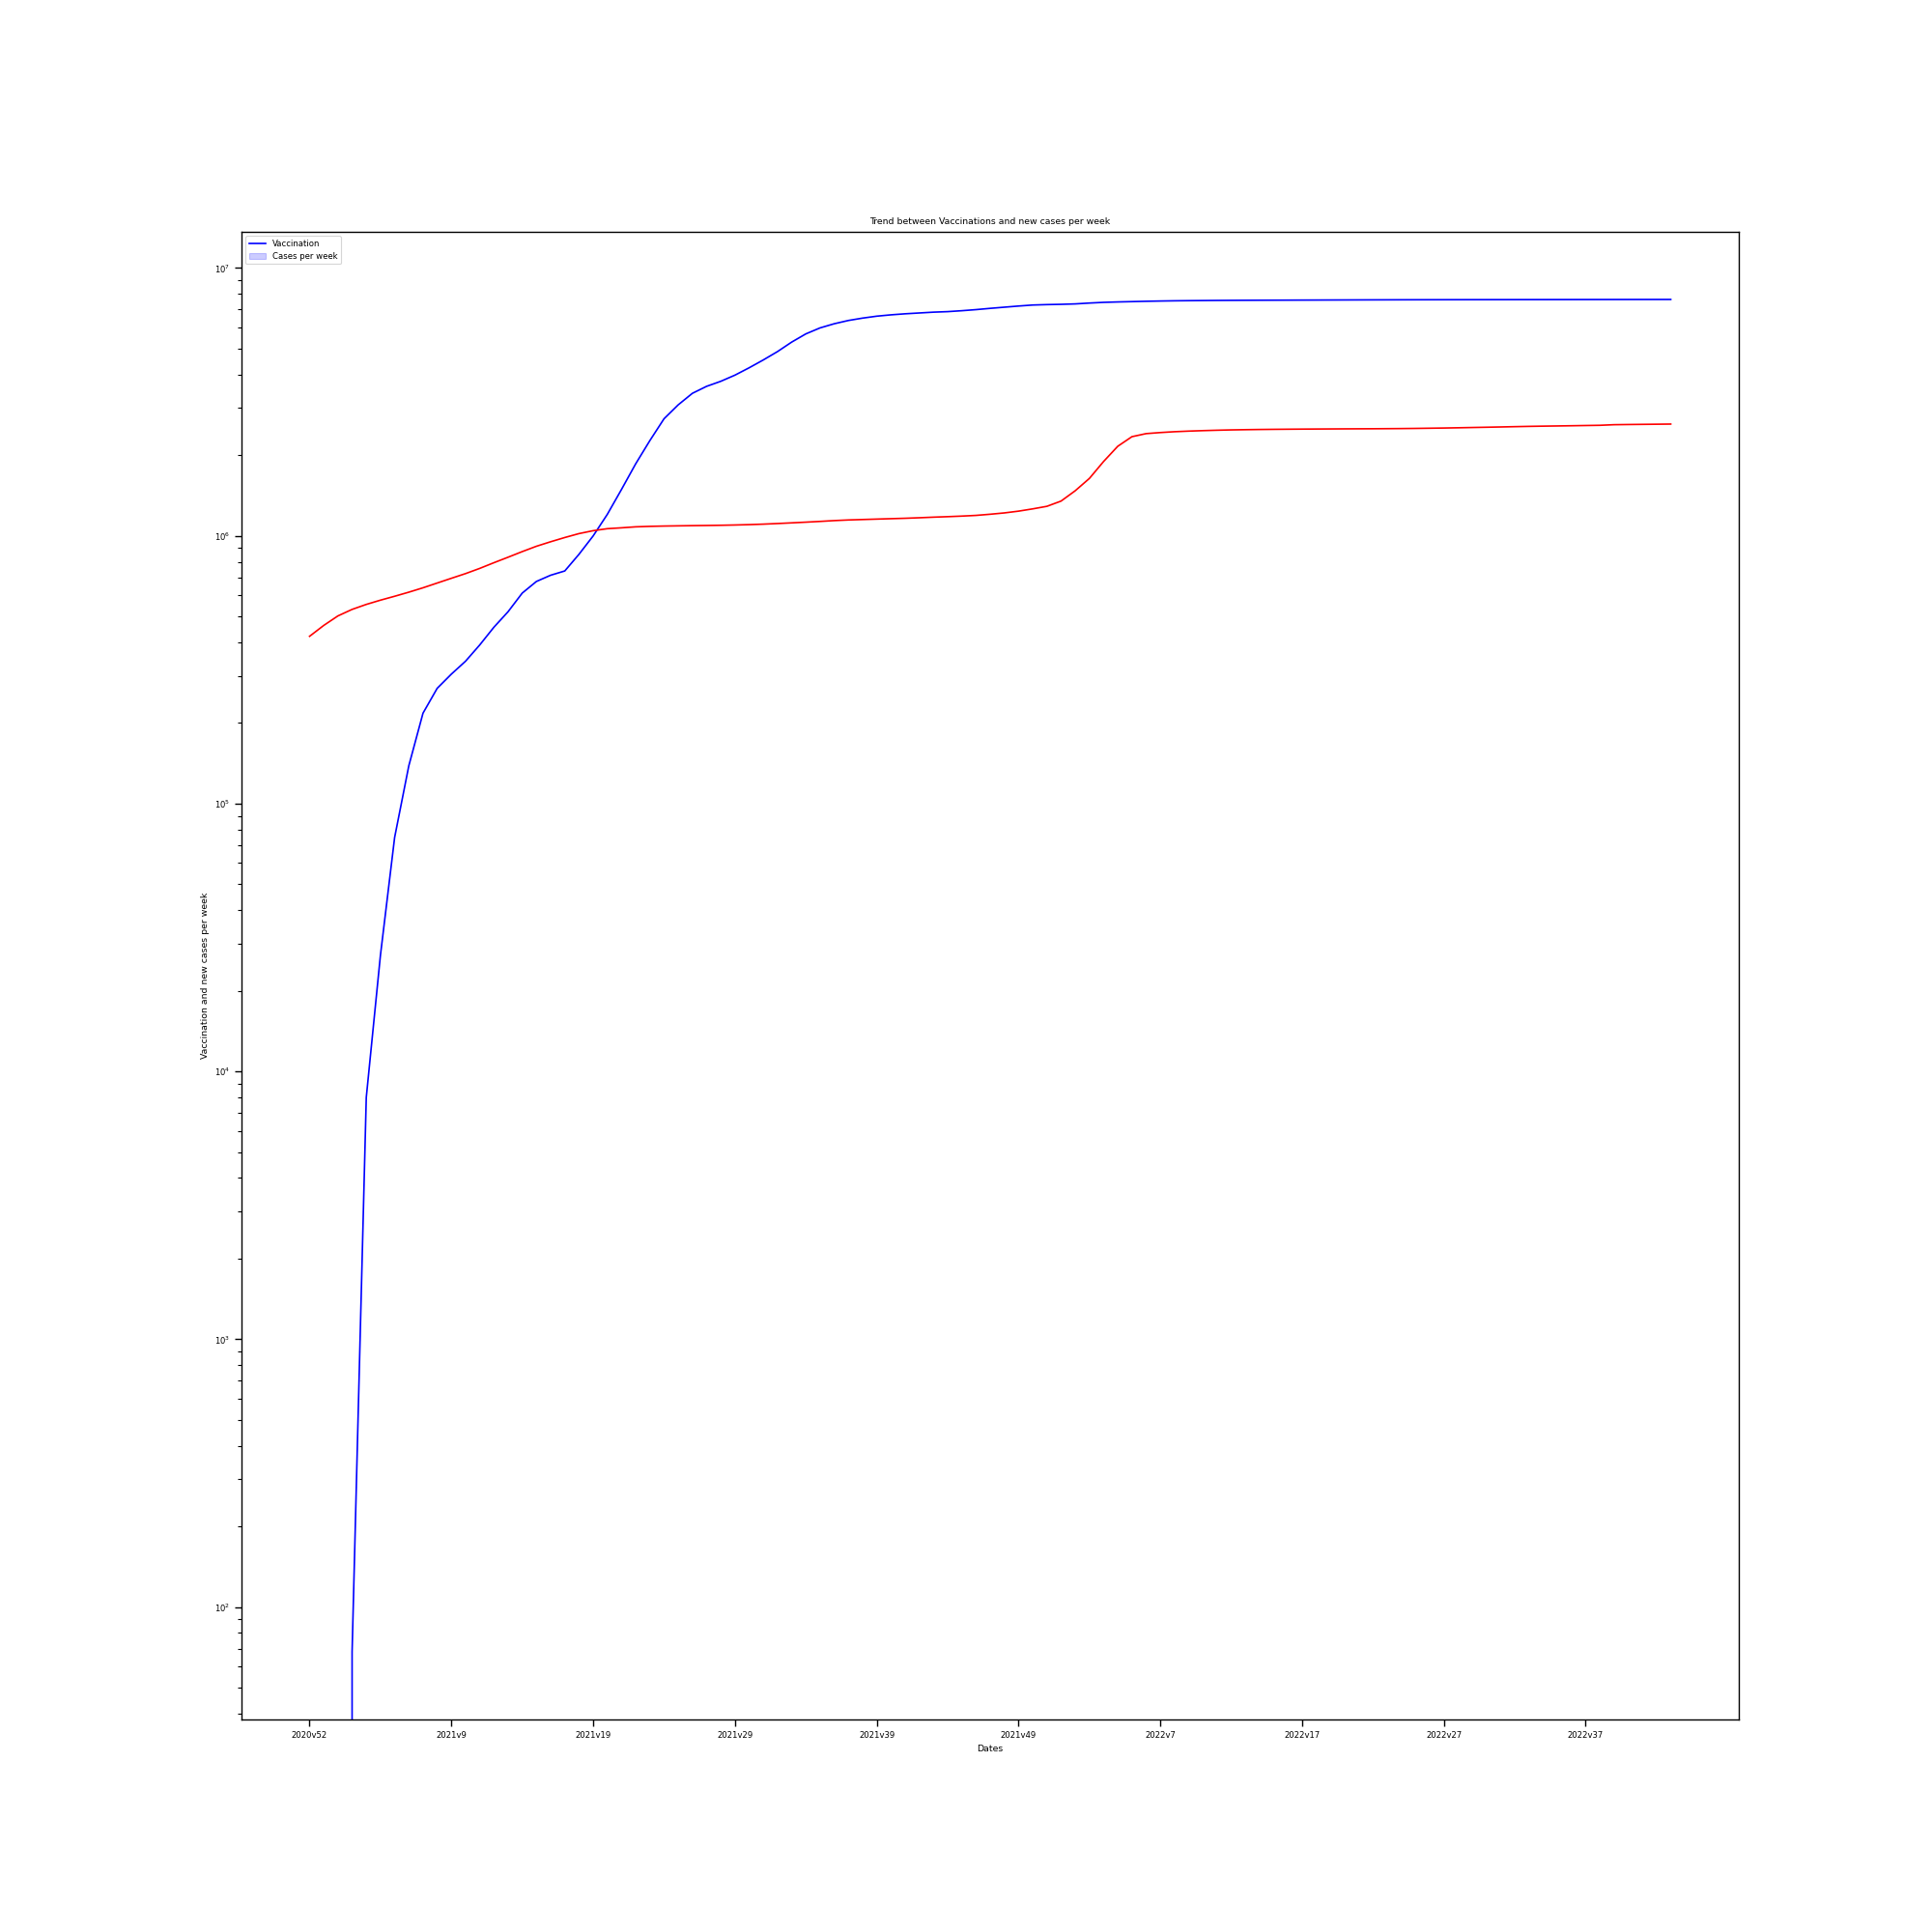 Trend between Vaccinations and new cases per week
Vaccination
Cases per week
10⁷
10⁶
10⁵
10⁴
10³
10²
Vaccination and new cases per week
2020v52 2021v9 2021v19 2021v29 2021v39 2021v49 2022v7 2022v17 2022v27 2022v37
Dates